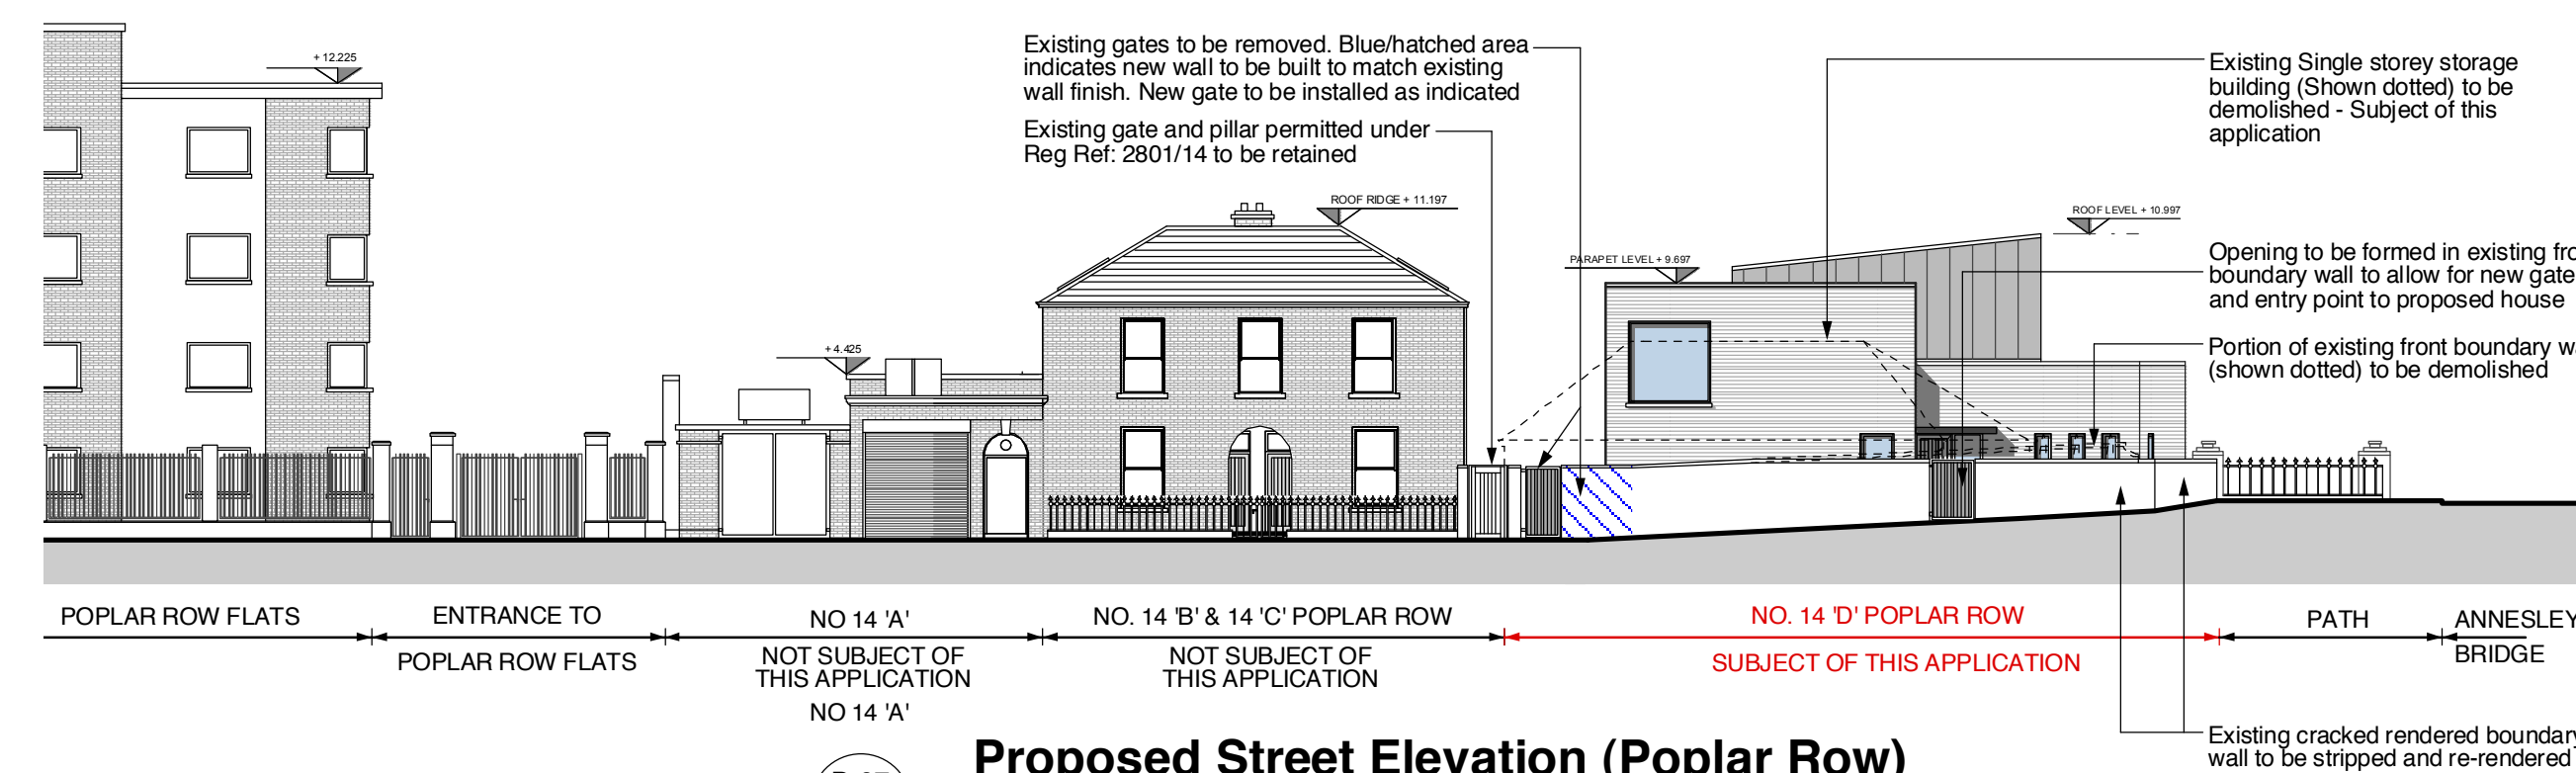 + 12.225
Existing gates to be removed. Blue/hatched area
indicates new wall to be built to match existing
wall finish. New gate to be installed as indicated
Existing gate and pillar permitted under
Reg Ref: 2801/14 to be retained
Existing Single storey storage
building (Shown dotted) to be
demolished - Subject of this
application
ROOF RIDGE + 11.197
ROOF LEVEL + 10.997
PARAPET LEVEL + 9.697
Opening to be formed in existing fro
boundary wall to allow for new gate
and entry point to proposed house
+ 4.425
Portion of existing front boundary w
(shown dotted) to be demolished
POPLAR ROW FLATS
ENTRANCE TO
POPLAR ROW FLATS
NO 14 'A'
NOT SUBJECT OF
THIS APPLICATION
NO 14 'A'
NO. 14 'B' & 14 'C' POPLAR ROW
NOT SUBJECT OF
THIS APPLICATION
NO. 14 'D' POPLAR ROW
SUBJECT OF THIS APPLICATION
PATH
ANNESLEY
BRIDGE
Existing cracked rendered boundary
wall to be stripped and re-rendered
Proposed Street Elevation (Poplar Row)